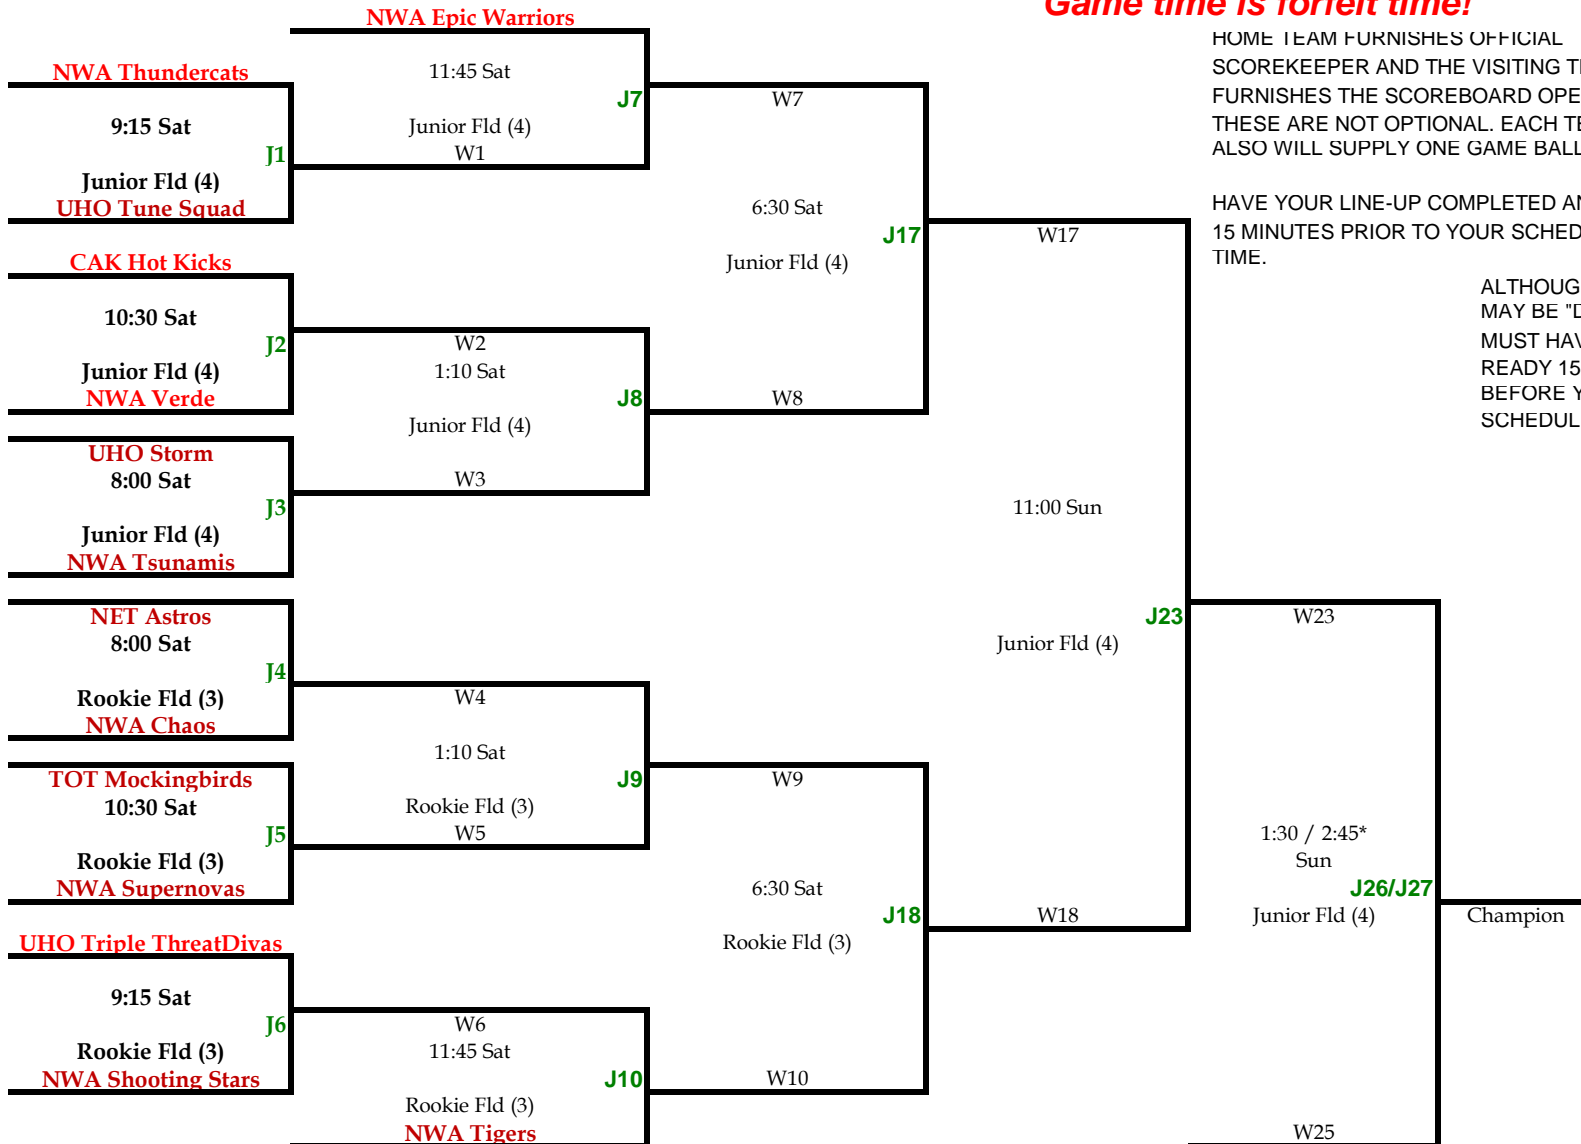 Game time is forfeit time!
NWA Epic Warriors
HOME TEAM FURNISHES OFFICIAL
SCOREKEEPER AND THE VISITING
FURNISHES THE SCOREBOARD
THESE ARE NOT OPTIONAL. EACH
ALSO WILL SUPPLY ONE GAME BALL
HAVE YOUR LINE-UP COMPLETED
15 MINUTES PRIOR TO YOUR
TIME.
MAY BE
MUST
READY 15
BEFORE
NWA Thundercats
9:15 Sat
J1
Junior Fld (4)
UHO Tune Squad
11:45 Sat
J7
Junior Fld (4)
W1
W7
CAK Hot Kicks
10:30 Sat
J2
Junior Fld (4)
NWA Verde
W2
1:10 Sat
J8
Junior Fld (4)
W3
W8
6:30 Sat
J17
Junior Fld (4)
W17
UHO Storm
8:00 Sat
J3
Junior Fld (4)
NWA Tsunamis
11:00 Sun
J23
Junior Fld (4)
W23
NET Astros
8:00 Sat
J4
Rookie Fld (3)
NWA Chaos
W4
1:10 Sat
J9
Rookie Fld (3)
W5
W9
TOT Mockingbirds
10:30 Sat
J5
Rookie Fld (3)
NWA Supernovas
6:30 Sat
J18
Rookie Fld (3)
W18
1:30 / 2:45*
Sun
J26/J27
Junior Fld (4)
Champion
UHO Triple ThreatDivas
9:15 Sat
J6
Rookie Fld (3)
NWA Shooting Stars
W6
11:45 Sat
J10
Rookie Fld (3)
NWA Tigers
W10
W25